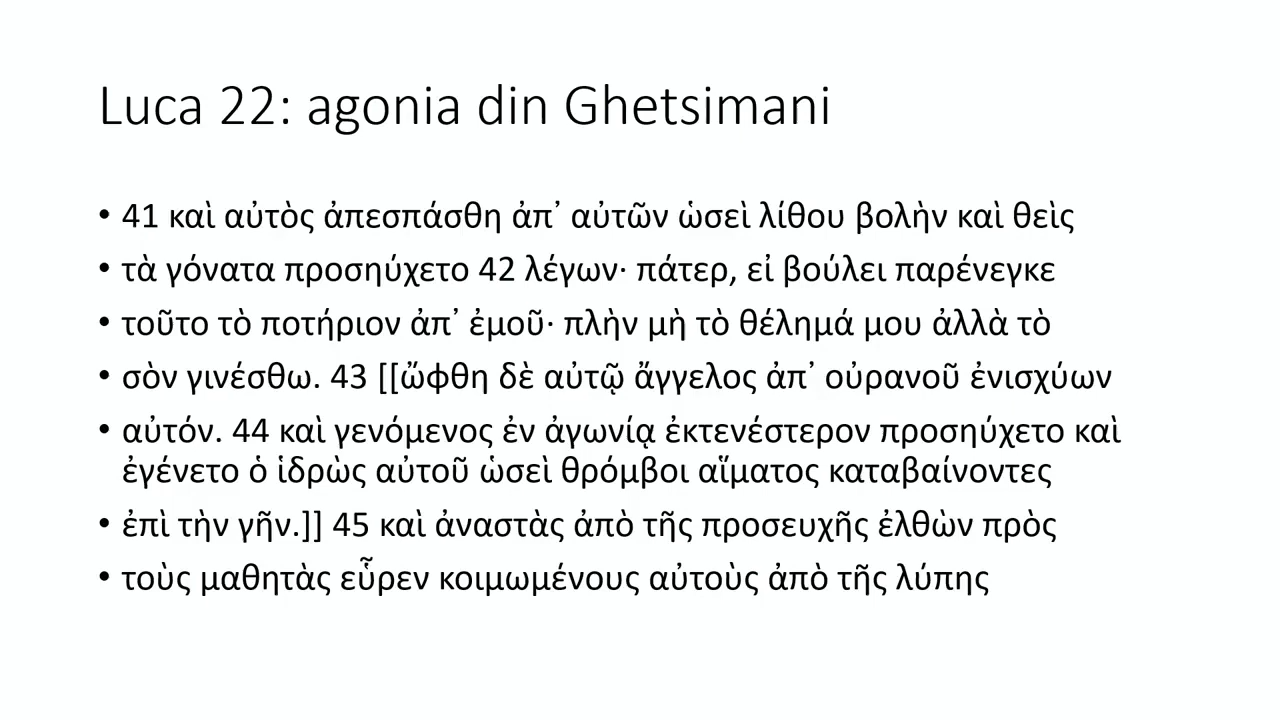 Luca 22: agonia din Ghetsimani
• 41 καὶ αὐτὸς ἀπεσπάσθη ἀπ᾽ αὐτῶν ὡσεὶ λίθου βολὴν καὶ θεὶς
• τὰ γόνατα προσηύχετο 42 λέγων· πάτερ, εἰ βούλει παρένεγκε
• τοῦτο τὸ ποτήριον ἀπ᾽ ἐμοῦ· πλὴν μὴ τὸ θέλημά μου ἀλλὰ τὸ
• σὸν γινέσθω. 43 [[ὤφθη δὲ αὐτῷ ἄγγελος ἀπ᾽ οὐρανοῦ ἐνισχύων
• αὐτόν. 44 καὶ γενόμενος ἐν ἀγωνίᾳ ἐκτενέστερον προσηύχετο καὶ
ἐγένετο ὁ ἱδρὼς αὐτοῦ ὡσεὶ θρόμβοι αἵματος καταβαίνοντες
• ἐπὶ τὴν γῆν.]] 45 καὶ ἀναστὰς ἀπὸ τῆς προσευχῆς ἐλθὼν πρὸς
• τοὺς μαθητὰς εὗρεν κοιμωμένους αὐτοὺς ἀπὸ τῆς λύπης